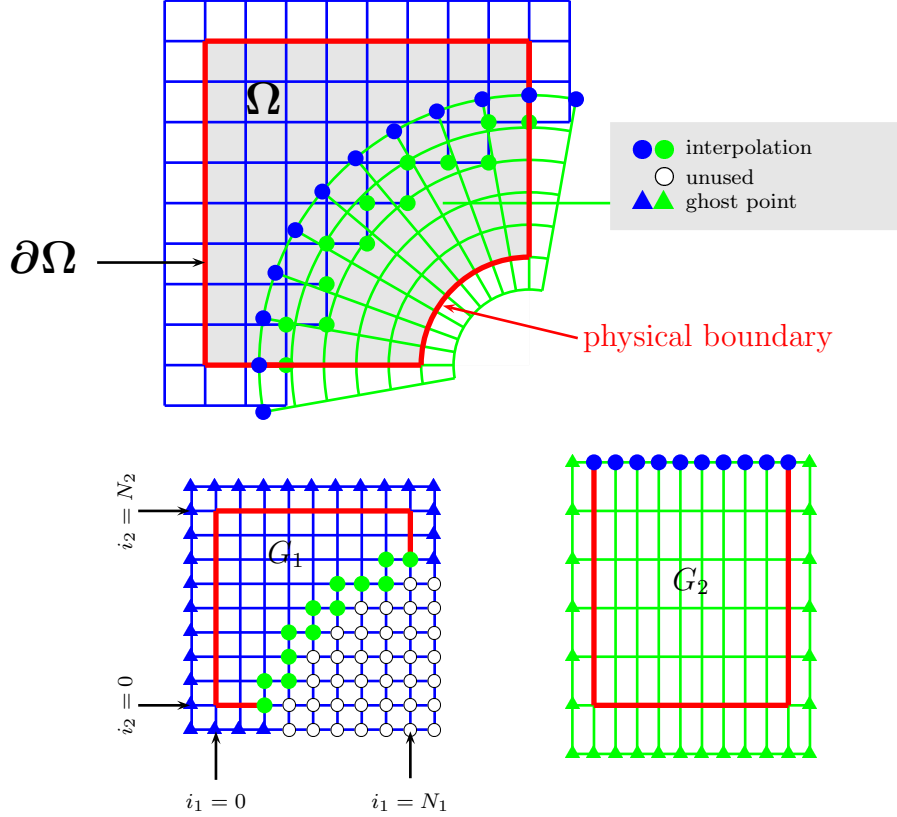 Ω
interpolation
unused
ghost point
∂Ω
physical boundary
i₂ = N₂
G₁
G₂
i₂ = 0
i₁ = 0
i₁ = N₁